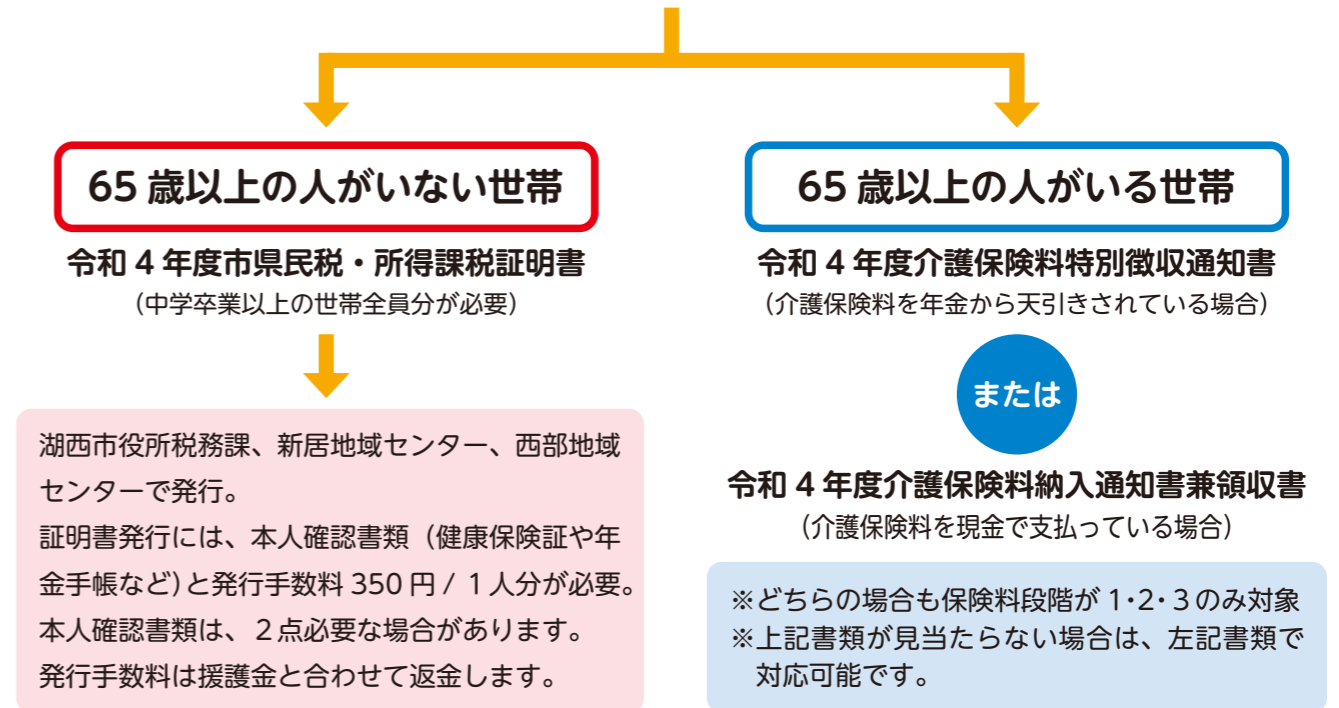 65歳以上の人がいない世帯
令和4年度市県民税・所得課税証明書
（中学卒業以上の世帯全員分が必要）
湖西市役所税務課、新居地域センター、西部地域
センターで発行。
証明書発行には、本人確認書類（健康保険証や年
金手帳など）と発行手数料350円/1人分が必要。
本人確認書類は、2点必要な場合があります。
発行手数料は援護金と合わせて返金します。
65歳以上の人がいる世帯
令和4年度介護保険料特別徴収通知書
（介護保険料を年金から天引きされている場合）
または
令和4年度介護保険料納入通知書兼領収書
（介護保険料を現金で支払っている場合）
※どちらの場合も保険料段階が1・2・3のみ対象
※上記書類が見当たらない場合は、左記書類で
対応可能です。